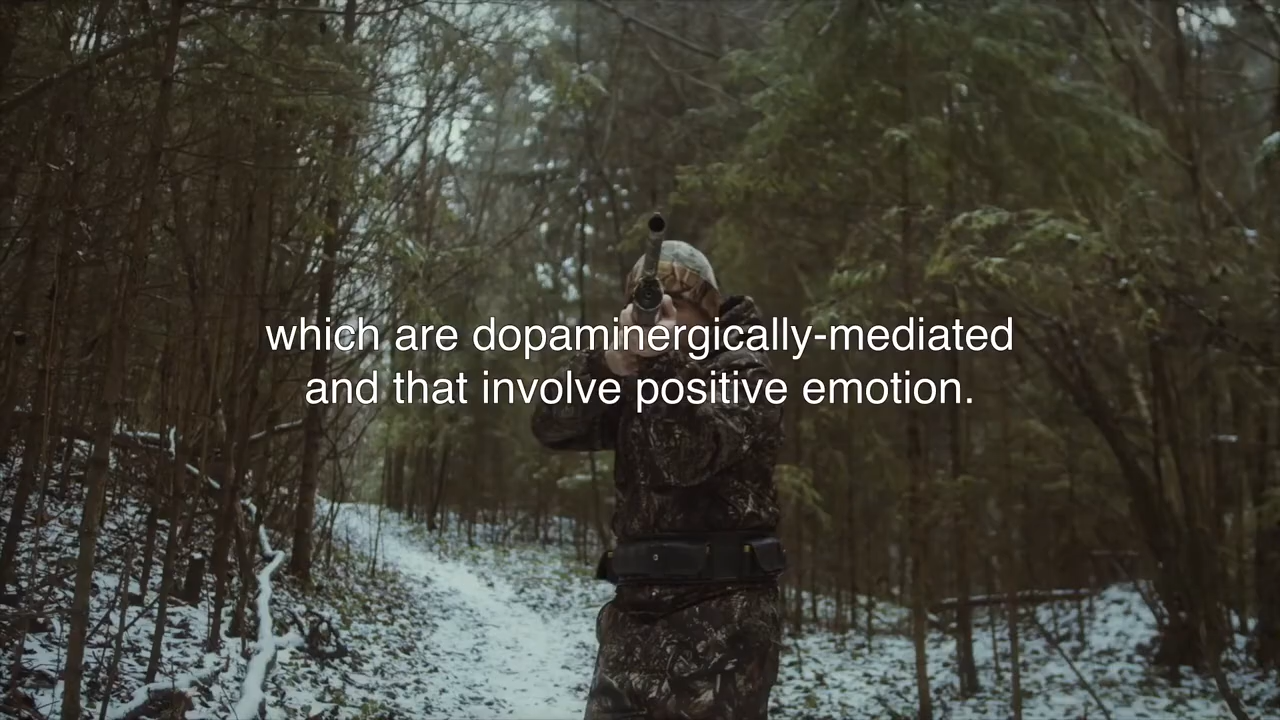 which are dopaminergically-mediated
and that involve positive emotion.